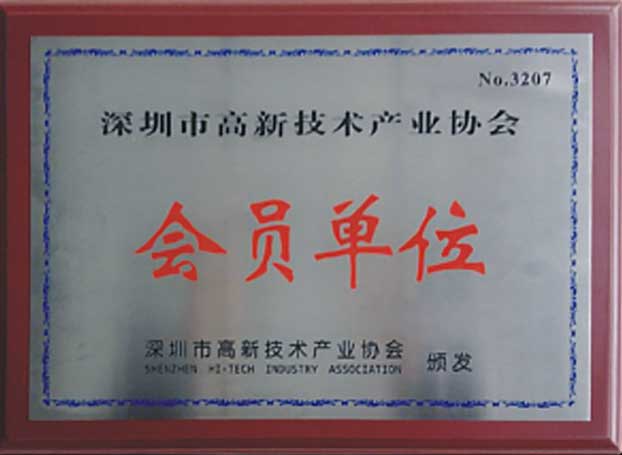 No.3207
深圳市高新技术产业协会
会员单位
深圳市高新技术产业协会 颁发
SHENZHEN HI-TECH INDUSTRY ASSOCIATION